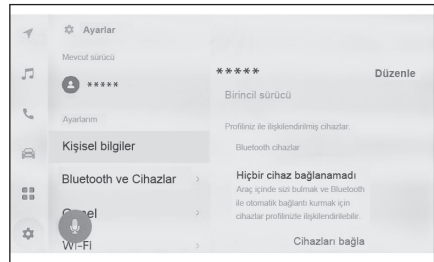 Ayarlar
Mevcut sürücü
*****
Ayarlarım
Kişisel bilgiler
Bluetooth ve Cihazlar
Wi-Fi
*****
Düzenle
Birincil sürücü
Profiliniz ile ilişkilendirilmiş cihazlar.
Bluetooth cihazlar
Hiçbir cihaz bağlanamadı
Araç içinde sizi bulmak ve Bluetooth
ile otomatik bağlantı kurmak için
cihazlar profilinizle ilişkilendirilebilir.
Cihazları bağla